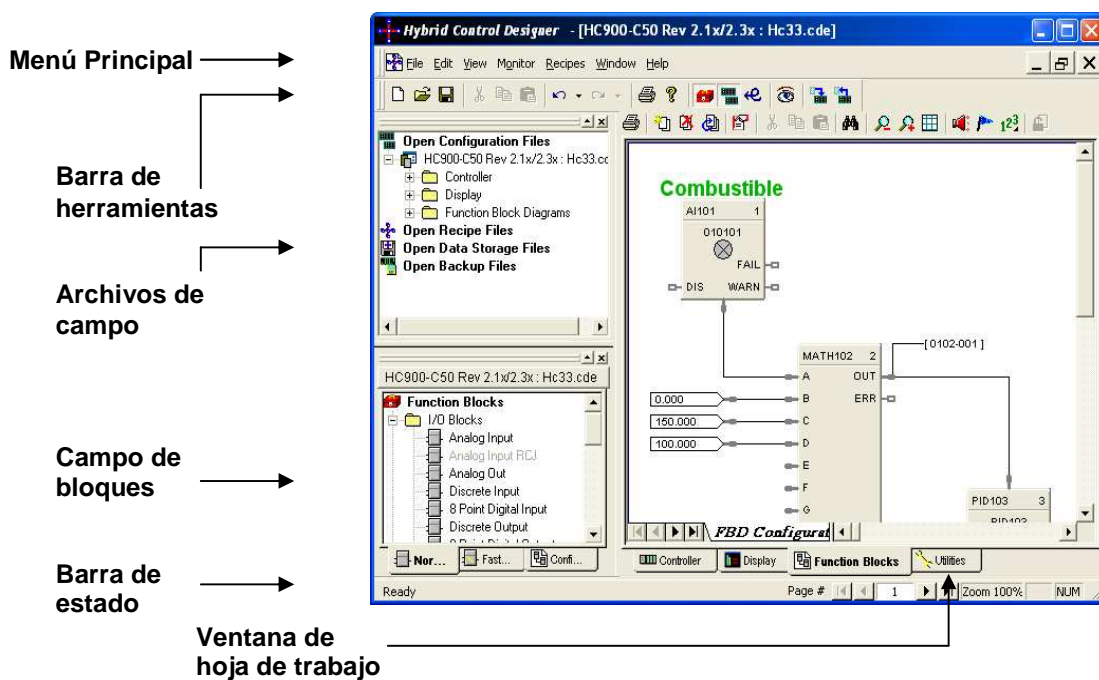 Menú Principal
Barra de
herramientas
Archivos de
campo
Campo de
bloques
Barra de
estado
Ventana de
hoja de trabajo
Hybrid Control Designer - [HC900-C50 Rev 2.1x/2.3x : Hc33.cde]
File Edit View Monitor Recipes Window Help
Open Configuration Files
HC900-C50 Rev 2.1x/2.3x : Hc33.cc
Controller
Display
Function Block Diagrams
Open Recipe Files
Open Data Storage Files
Open Backup Files
HC900-C50 Rev 2.1x/2.3x : Hc33.cde
Function Blocks
I/O Blocks
Analog Input
Analog Input RCJ
Analog Out
Discrete Input
8 Point Digital Input
Discrete Output
8 Point Digital Output
Nor... Fast... Confi...
123
Combustible
AI101 1
010101
FAIL
DIS WARN
[ 0102-001 ]
MATH102 2
A OUT
0.000 B ERR
150.000 C
100.000 D
E
F
G
PID103 3
PID103
FBD Configurat
Controller Display Function Blocks Utilities
Ready Page # 1 Zoom 100% NUM